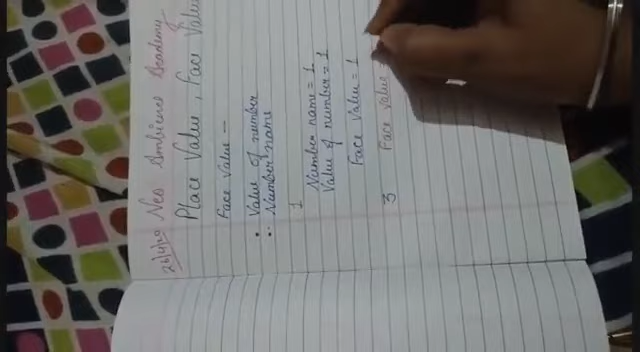 26/4/20 Neo Ambience Academy
Place Value, Face Value
Face Value -
• Value of number
• Number name
1
Number name = 1
Value of number = 1
Face Value = 1
3 Face Value